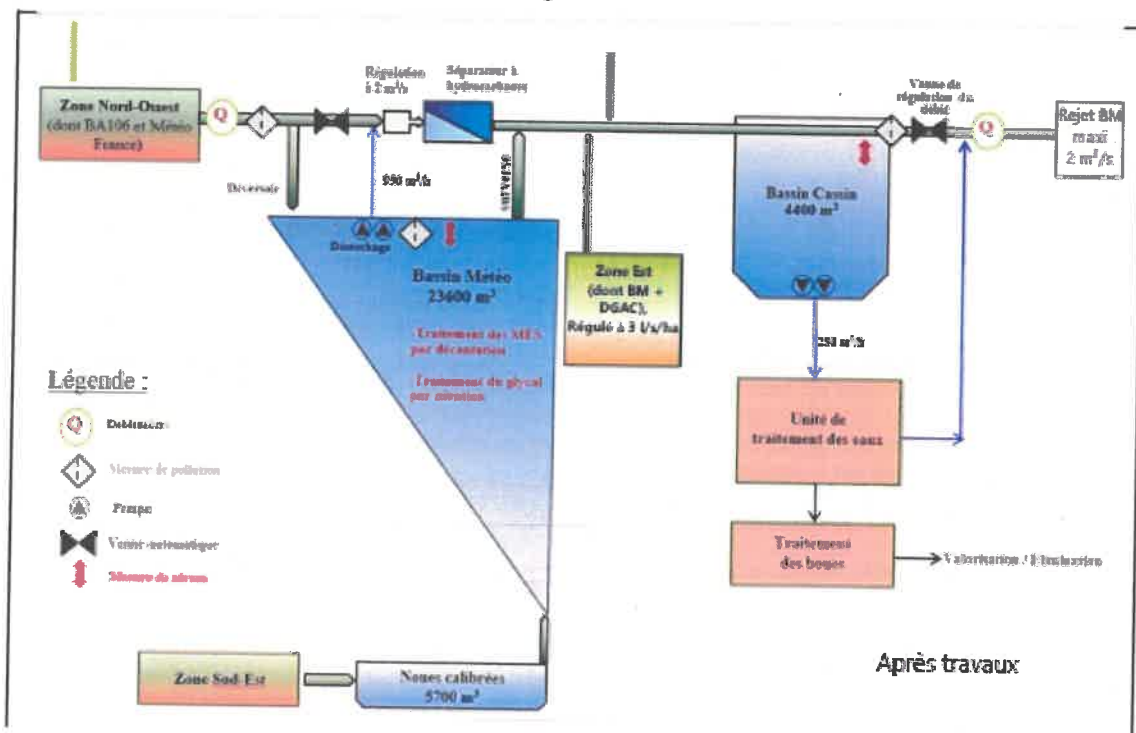 Zone Nord-Ouest
(dont BA106 et Météo
France)
Q
Régulation
à 2 m³/s
Séparateur à
hydrocarbures
Vanne de
régulation du
débit
Q
Rejet BM
maxi
2 m³/s
Déversoir
950 m³/s
surverse
Bassin Cassin
4400 m³
Bassin Météo
23600 m³
Traitement des MES
par décantation
Traitement du glycol
par aération
Zone Est
(dont BM +
DGAC),
Régulé à 3 l/s/ha
Légende :
Q
Débitmètre
Mesure de pollution
Pompe
Vanne automatique
Mesure de niveau
Unité de
traitement des eaux
Traitement
des boues
Valorisation / Elimination
Zone Sud-Est
Noues calibrées
5700 m³
Après travaux